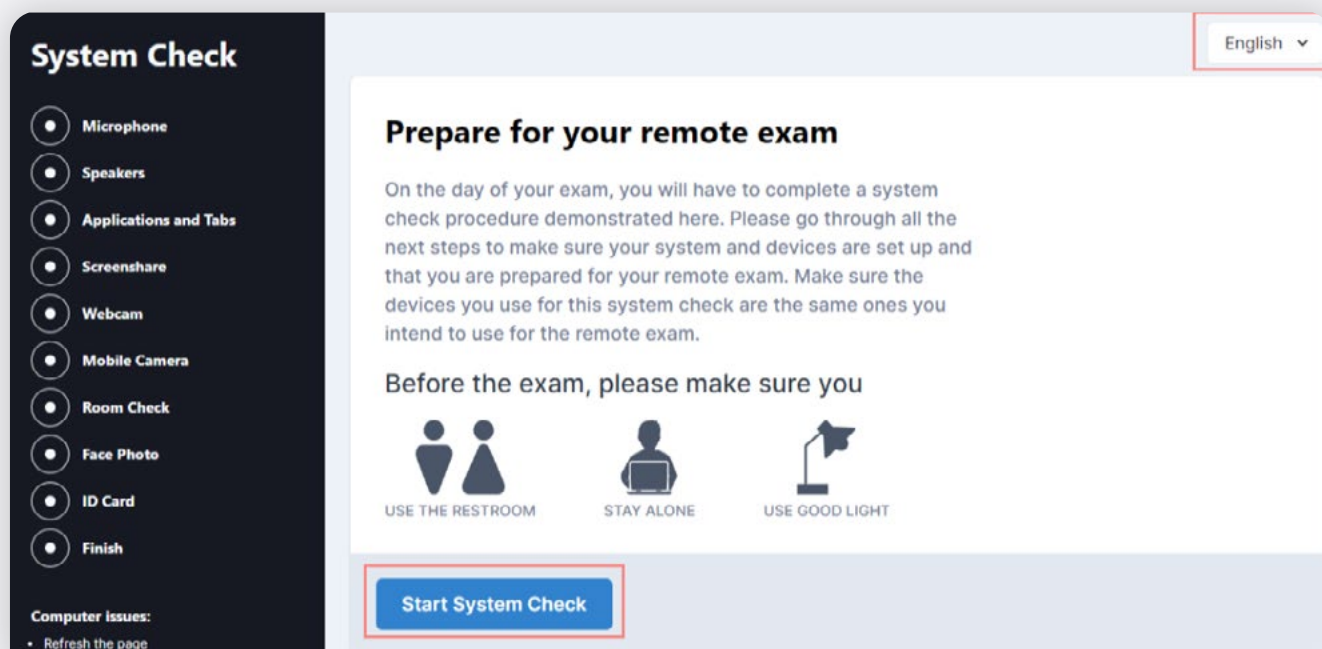 System Check
Microphone
Speakers
Applications and Tabs
Screenshare
Webcam
Mobile Camera
Room Check
Face Photo
ID Card
Finish
Computer issues:
• Refresh the page
English
Prepare for your remote exam
On the day of your exam, you will have to complete a system
check procedure demonstrated here. Please go through all the
next steps to make sure your system and devices are set up and
that you are prepared for your remote exam. Make sure the
devices you use for this system check are the same ones you
intend to use for the remote exam.
Before the exam, please make sure you
USE THE RESTROOM
STAY ALONE
USE GOOD LIGHT
Start System Check